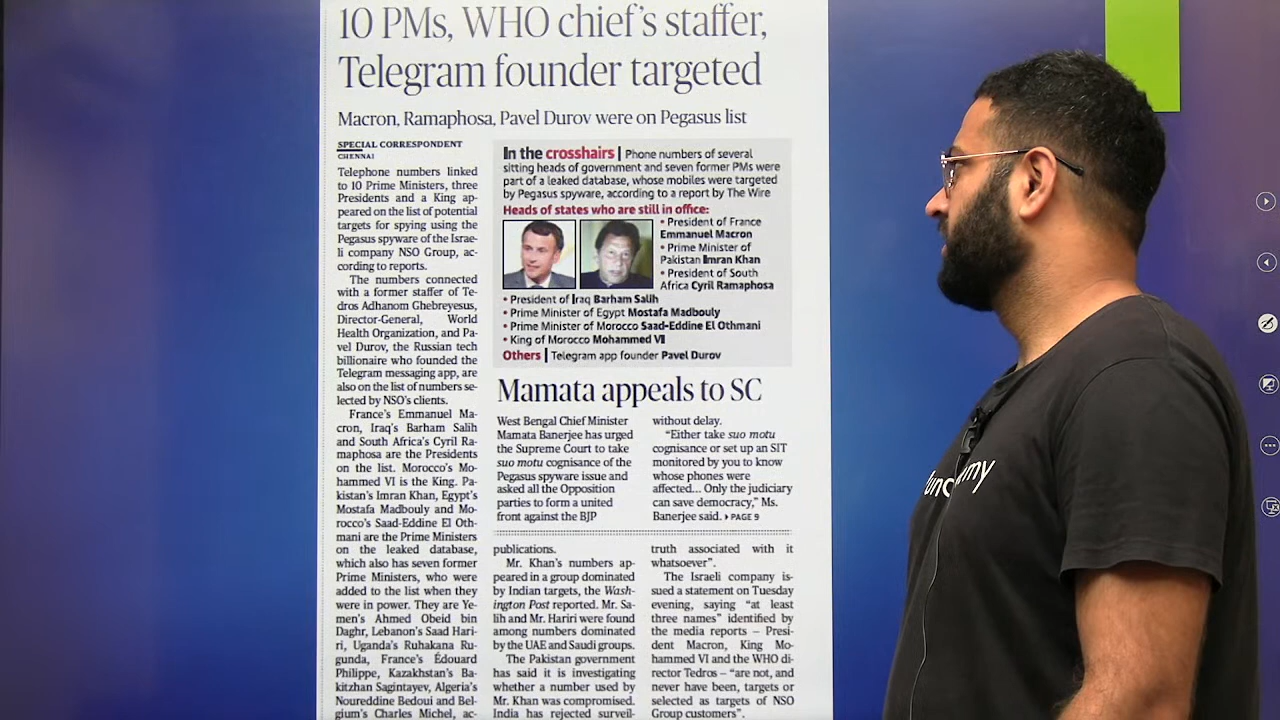 10 PMs, WHO chief's staffer,
Telegram founder targeted
Macron, Ramaphosa, Pavel Durov were on Pegasus list
SPECIAL CORRESPONDENT
CHENNAI
Telephone numbers linked
to 10 Prime Ministers, three
Presidents and a King ap-
peared on the list of potential
targets for spying using the
Pegasus spyware of the Israe-
li company NSO Group, ac-
cording to reports.
The numbers connected
with a former staffer of Te-
dros Adhanom Ghebreyesus,
Director-General, World
Health Organization, and Pa-
vel Durov, the Russian tech
billionaire who founded the
Telegram messaging app, are
also on the list of numbers se-
lected by NSO's clients.
France's Emmanuel Ma-
cron, Iraq's Barham Salih
and South Africa's Cyril Ra-
maphosa are the Presidents
on the list. Morocco's Mo-
hammed VI is the King. Pa-
kistan's Imran Khan, Egypt's
Mostafa Madbouly and Mo-
rocco's Saad-Eddine El Oth-
mani are the Prime Ministers
on the leaked database,
which also has seven former
Prime Ministers, who were
added to the list when they
were in power. They are Ye-
men's Ahmed Obeid bin
Daghr, Lebanon's Saad Hari-
ri, Uganda's Ruhakana Ru-
gunda, France's Édouard
Philippe, Kazakhstan's Ba-
kitzhan Sagintayev, Algeria's
Noureddine Bedoui and Bel-
gium's Charles Michel, ac-
In the crosshairs | Phone numbers of several
sitting heads of government and seven former PMs were
part of a leaked database, whose mobiles were targeted
by Pegasus spyware, according to a report by The Wire
Heads of states who are still in office:
• President of France
Emmanuel Macron
• Prime Minister of
Pakistan Imran Khan
• President of South
Africa Cyril Ramaphosa
• President of Iraq Barham Salih
• Prime Minister of Egypt Mostafa Madbouly
• Prime Minister of Morocco Saad-Eddine El Othmani
• King of Morocco Mohammed VI
Others | Telegram app founder Pavel Durov
Mamata appeals to SC
West Bengal Chief Minister
Mamata Banerjee has urged
the Supreme Court to take
suo motu cognisance of the
Pegasus spyware issue and
asked all the Opposition
parties to form a united
front against the BJP
without delay.
"Either take suo motu
cognisance or set up an SIT
monitored by you to know
whose phones were
affected... Only the judiciary
can save democracy," Ms.
Banerjee said. ▸ PAGE 9
publications.
Mr. Khan's numbers ap-
peared in a group dominated
by Indian targets, the Wash-
ington Post reported. Mr. Sa-
lih and Mr. Hariri were found
among numbers dominated
by the UAE and Saudi groups.
The Pakistan government
has said it is investigating
whether a number used by
Mr. Khan was compromised.
India has rejected surveil-
truth associated with it
whatsoever".
The Israeli company is-
sued a statement on Tuesday
evening, saying "at least
three names" identified by
the media reports – Presi-
dent Macron, King Mo-
hammed VI and the WHO di-
rector Tedros – "are not, and
never have been, targets or
selected as targets of NSO
Group customers".